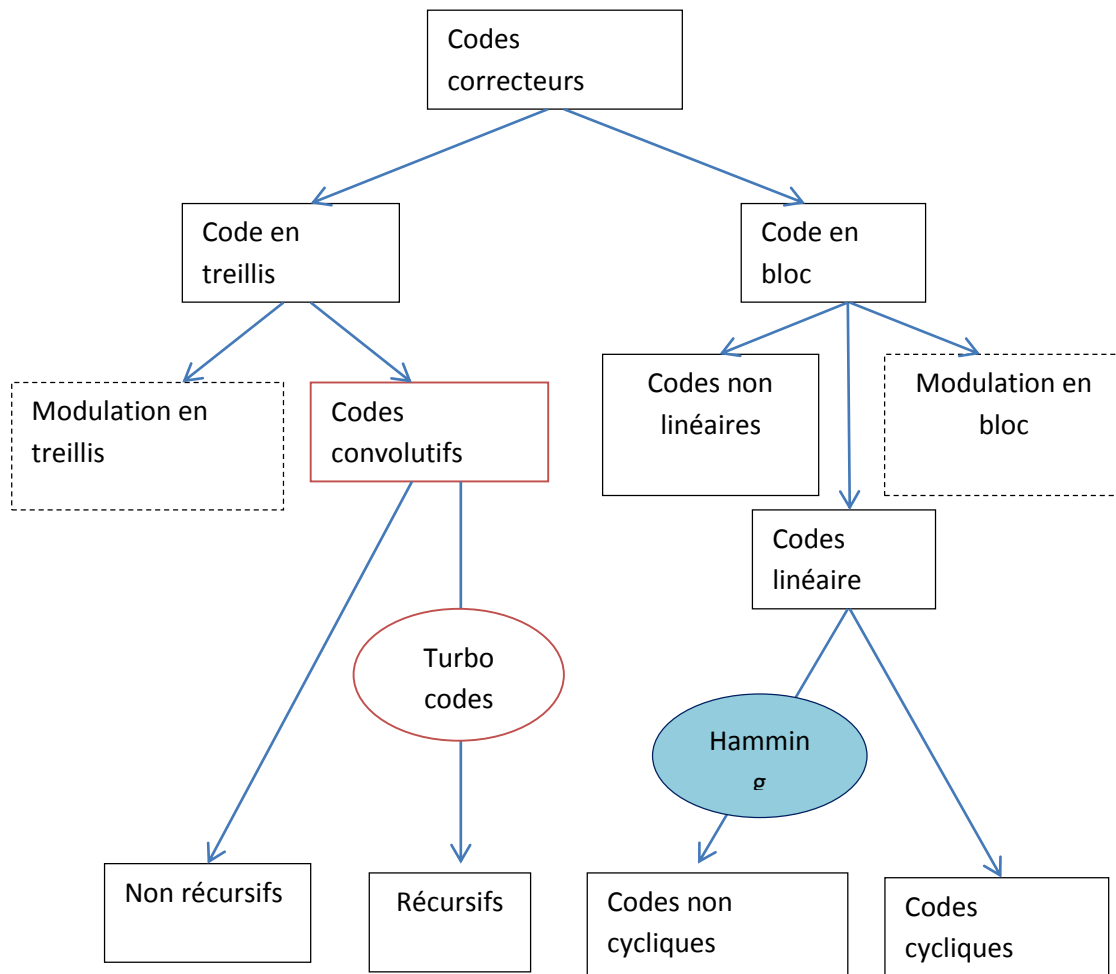 Codes
correcteurs
Code en
treillis
Code en
bloc
Modulation en
treillis
Codes
convolutifs
Codes non
linéaires
Modulation en
bloc
Codes
linéaire
Turbo
codes
Hammin
g
Non récursifs
Récursifs
Codes non
cycliques
Codes
cycliques